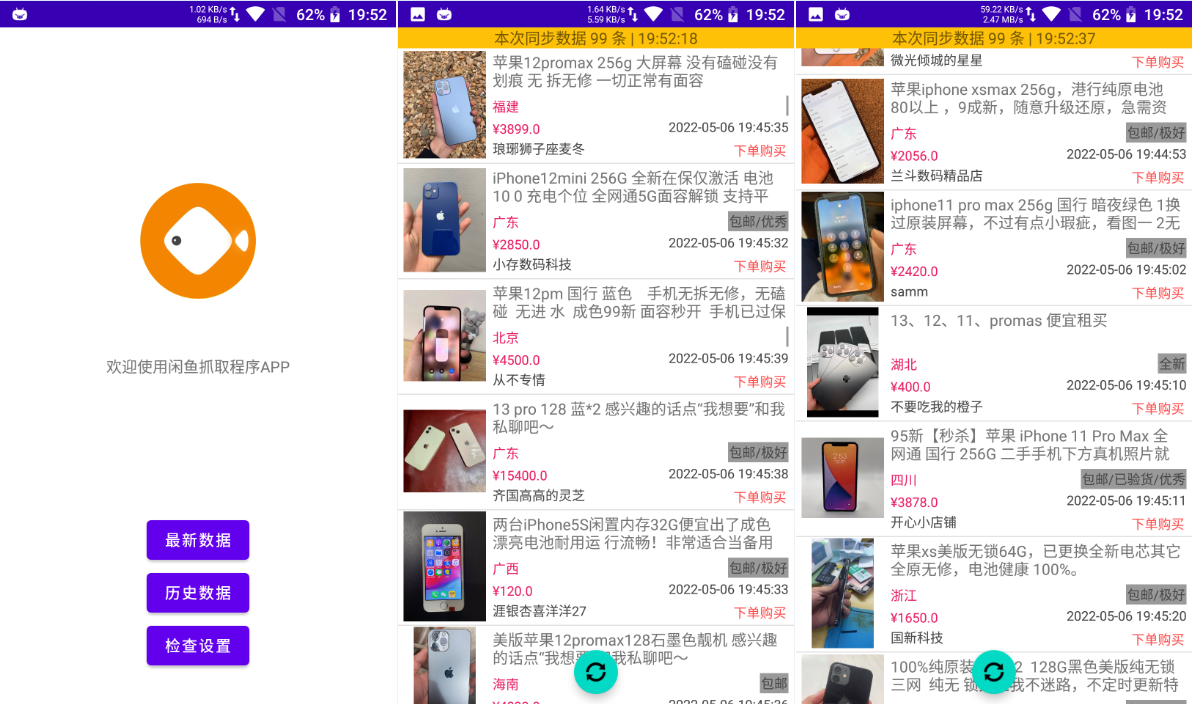 1.02 KB/s
694 B/s
62%
19:52
欢迎使用闲鱼抓取程序APP
最新数据
历史数据
检查设置
1.64 KB/s
5.59 KB/s
62%
19:52
本次同步数据 99 条 | 19:52:18
苹果12promax 256g 大屏幕 没有磕碰没有
划痕 无 拆无修 一切正常有面容
福建
¥3899.0
2022-05-06 19:45:35
琅琊狮子座麦冬
下单购买
iPhone12mini 256G 全新在保仅激活 电池
10 0 充电个位 全网通5G面容解锁 支持平
广东
包邮/优秀
¥2850.0
2022-05-06 19:45:32
小存数码科技
下单购买
苹果12pm 国行 蓝色 手机无拆无修，无磕
碰 无进 水 成色99新 面容秒开 手机已过保
北京
¥4500.0
2022-05-06 19:45:39
从不专情
下单购买
13 pro 128 蓝*2 感兴趣的话点“我想要”和我
私聊吧～
广东
包邮/极好
¥15400.0
2022-05-06 19:45:38
齐国高高的灵芝
下单购买
两台iPhone5S闲置内存32G便宜出了成色
漂亮电池耐用运 行流畅！非常适合当备用
广西
包邮/极好
¥120.0
2022-05-06 19:45:33
涯银杏喜洋洋27
下单购买
美版苹果12promax128石墨色靓机 感兴趣
的话点“我想要 我私聊吧～
海南
包邮
2022-05-06 19:45:36
59.22 KB/s
2.47 MB/s
62%
19:52
本次同步数据 99 条 | 19:52:37
微光倾城的星星
下单购买
苹果iphone xsmax 256g，港行纯原电池
80以上 ，9成新，随意升级还原，急需资
广东
包邮/极好
¥2056.0
2022-05-06 19:44:53
兰斗数码精品店
下单购买
iphone11 pro max 256g 国行 暗夜绿色 1换
过原装屏幕，不过有点小瑕疵，看图一 2无
广东
包邮/极好
¥2420.0
2022-05-06 19:45:02
samm
下单购买
13、12、11、promas 便宜租买
湖北
全新
¥400.0
2022-05-06 19:45:10
不要吃我的橙子
下单购买
95新【秒杀】苹果 iPhone 11 Pro Max 全
网通 国行 256G 二手手机下方真机照片就
四川
包邮/已验货/优秀
¥3878.0
2022-05-06 19:45:11
开心小店铺
下单购买
苹果xs美版无锁64G，已更换全新电芯其它
全原无修，电池健康 100%。
浙江
包邮/极好
¥1650.0
2022-05-06 19:45:20
国新科技
下单购买
100%纯原装 2 128G黑色美版纯无锁
三网 纯无 锁 我不迷路，不定时更新特